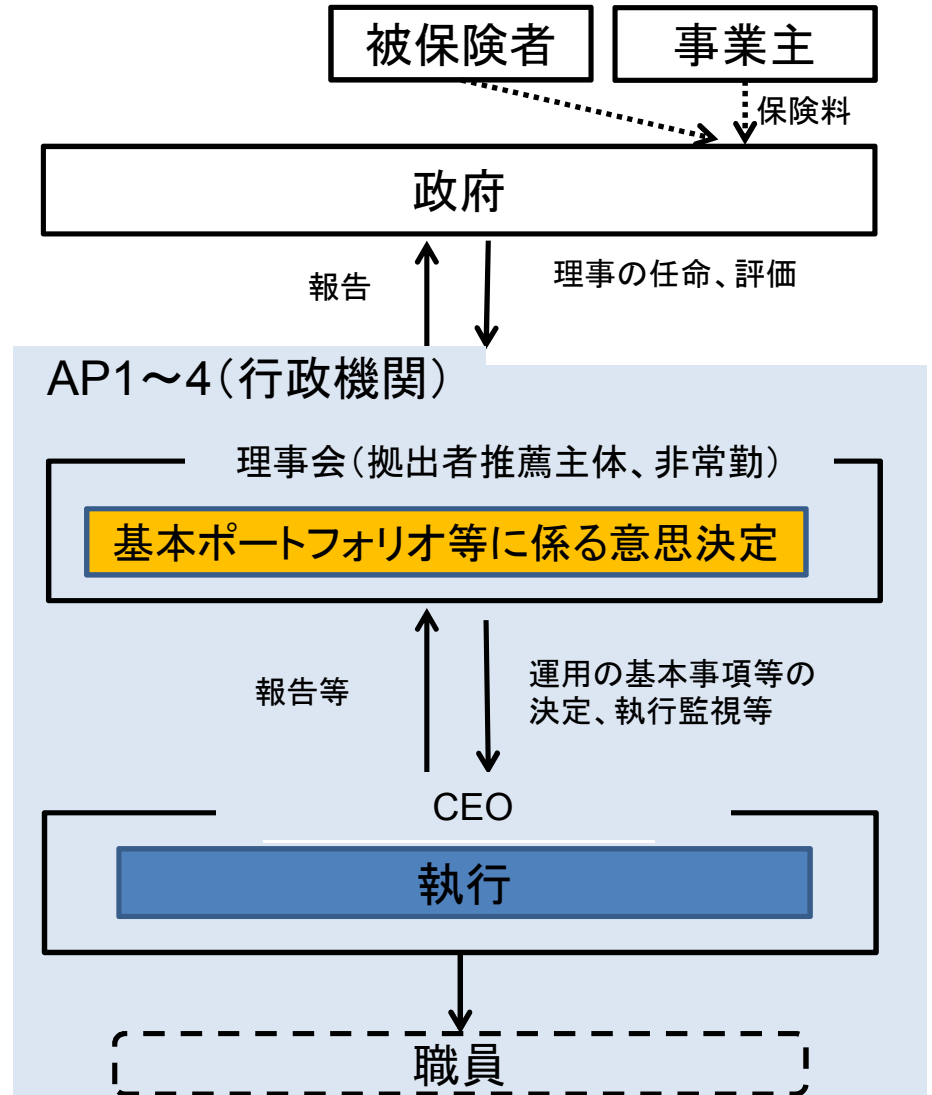 被保険者
事業主
保険料
政府
報告
理事の任命、評価
AP1～4（行政機関）
理事会（拠出者推薦主体、非常勤）
基本ポートフォリオ等に係る意思決定
報告等
運用の基本事項等の
決定、執行監視等
CEO
執行
職員